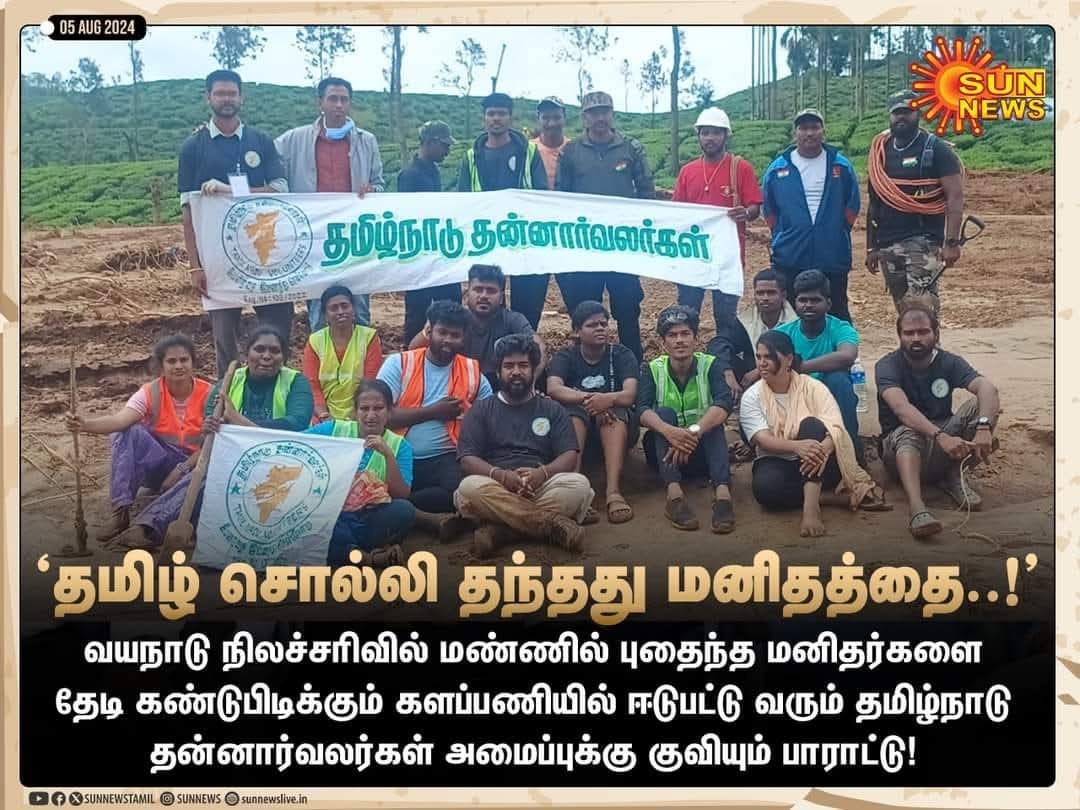 05 AUG 2024
SUN
NEWS
தமிழ்நாடு தன்னார்வலர்கள்
‘தமிழ் சொல்லி தந்தது மனிதத்தை..!’
வயநாடு நிலச்சரிவில் மண்ணில் புதைந்த மனிதர்களை
தேடி கண்டுபிடிக்கும் களப்பணியில் ஈடுபட்டு வரும் தமிழ்நாடு
தன்னார்வலர்கள் அமைப்புக்கு குவியும் பாராட்டு!
SUNNEWSTAMIL SUNNEWS sunnewslive.in